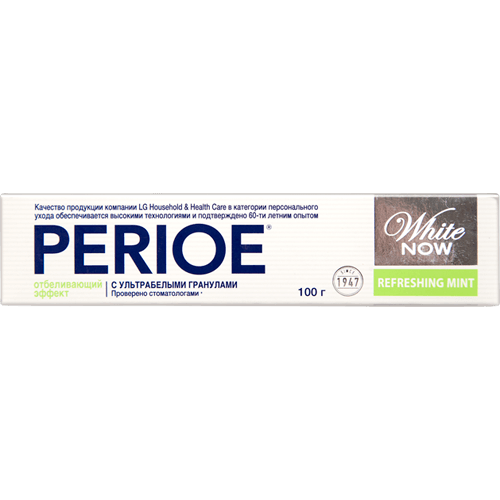 Качество продукции компании LG Household & Health Care в категории персонального
ухода обеспечивается высокими технологиями и подтверждено 60-ти летним опытом
PERIOE®
отбеливающий
эффект
С УЛЬТРАБЕЛЫМИ ГРАНУЛАМИ
Проверено стоматологами
100 г
SINCE
1947
White
NOW
REFRESHING MINT